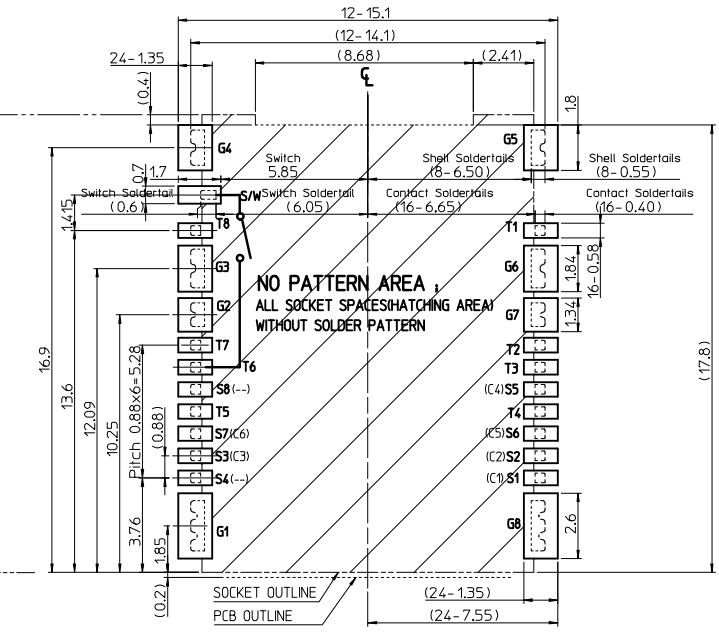 12-15.1
(12-14.1)
24-1.35
(8.68)
(2.41)
(0.4)
℄
1.8
G4
G5
1.7
Switch
5.85
Shell Soldertails
(8-6.50)
Shell Soldertails
(8-0.55)
0.7
Switch Soldertail
(0.6)
S/W
Switch Soldertail
(6.05)
Contact Soldertails
(16-6.65)
Contact Soldertails
(16-0.40)
1.415
T8
T1
16-0.58
G3
G6
1.84
NO PATTERN AREA ;
ALL SOCKET SPACES(HATCHING AREA)
WITHOUT SOLDER PATTERN
G2
G7
1.34
T7
T2
T6
T3
S8(--)
(C4)S5
T5
T4
S7(C6)
(C5)S6
S3(C3)
(C2)S2
S4(--)
(C1)S1
16.9
13.6
12.09
10.25
Pitch 0.88x6=5.28
(0.88)
3.76
1.85
(0.2)
(17.8)
G1
G8
2.6
SOCKET OUTLINE
PCB OUTLINE
(24-1.35)
(24-7.55)